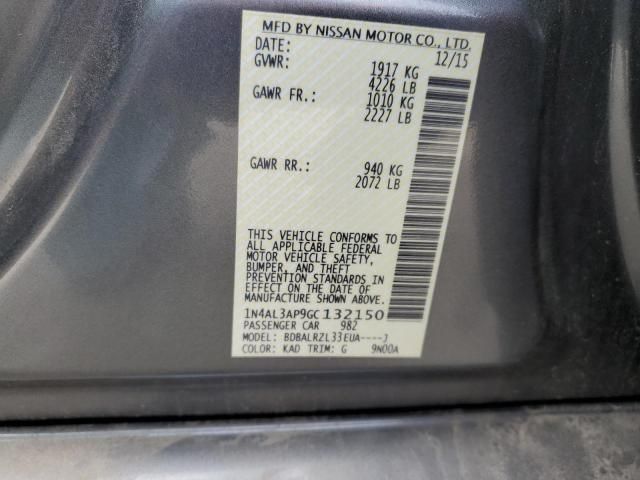 MFD BY NISSAN MOTOR CO., LTD.
DATE: 12/15
GVWR: 1917 KG
4226 LB
GAWR FR.: 1010 KG
2227 LB
GAWR RR.: 940 KG
2072 LB
THIS VEHICLE CONFORMS TO
ALL APPLICABLE FEDERAL
MOTOR VEHICLE SAFETY,
BUMPER, AND THEFT
PREVENTION STANDARDS IN
EFFECT ON THE DATE OF
MANUFACTURE SHOWN ABOVE.
1N4AL3AP9GC132150
PASSENGER CAR 982
MODEL: BDBALRZL33EUA----J
COLOR: KAD TRIM: G 9N00A